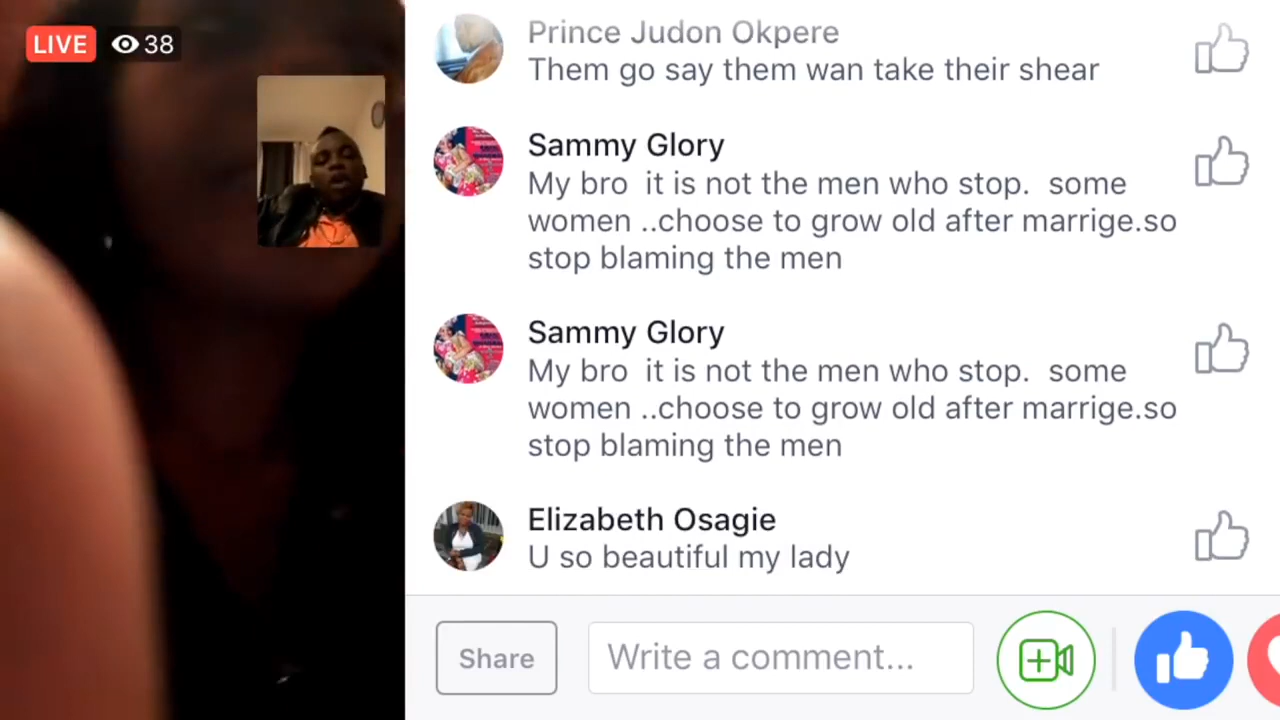 LIVE 38
Prince Judon Okpere
Them go say them wan take their shear
Sammy Glory
My bro it is not the men who stop. some
women ..choose to grow old after marrige.so
stop blaming the men
Sammy Glory
My bro it is not the men who stop. some
women ..choose to grow old after marrige.so
stop blaming the men
Elizabeth Osagie
U so beautiful my lady
Share
Write a comment...